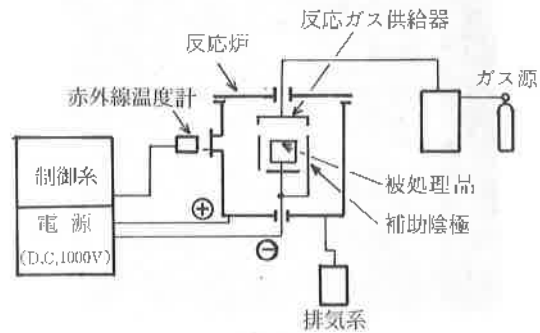 反応ガス供給器
反応炉
ガス源
赤外線温度計
制御系
被処理品
補助陰極
電源
(D.C,1000V)
⊕
⊖
排気系